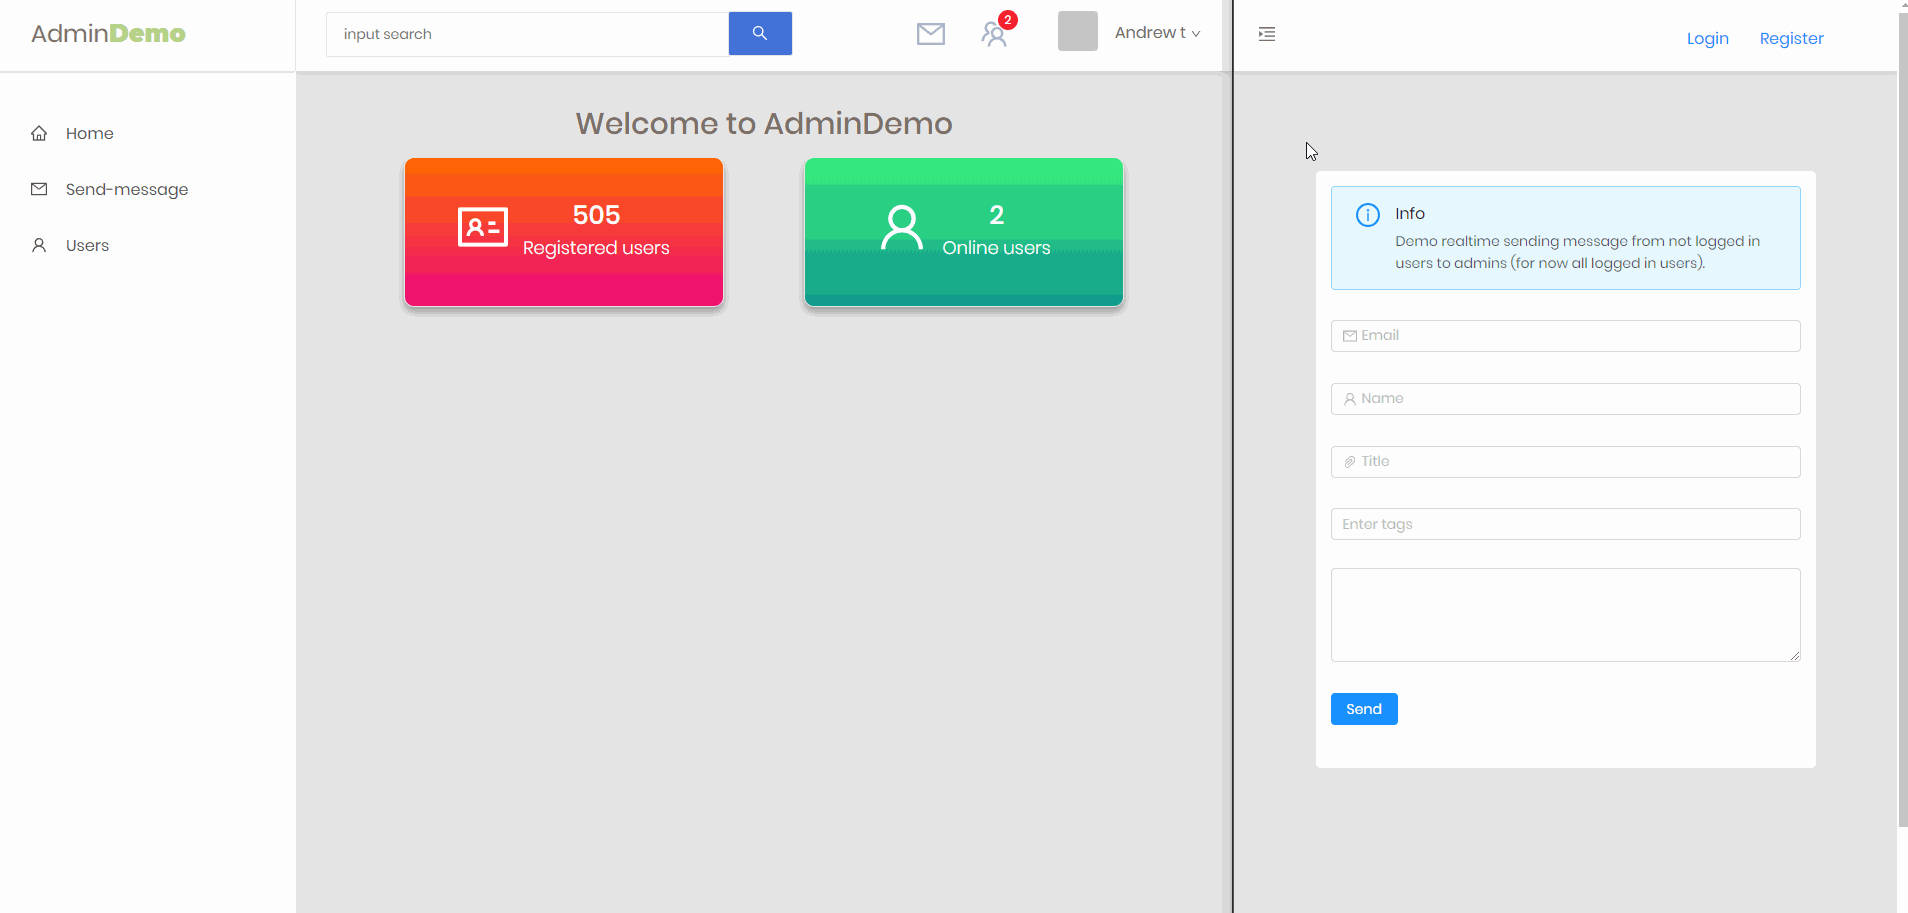 AdminDemo
input search
2
Andrew t
Login
Register
Home
Send-message
Users
Welcome to AdminDemo
505
Registered users
2
Online users
Info
Demo realtime sending message from not logged in
users to admins (for now all logged in users).
Email
Name
Title
Enter tags
Send